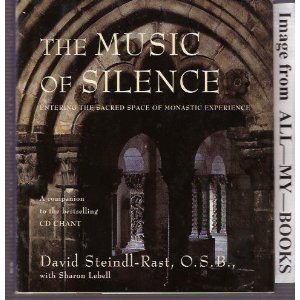 THE MUSIC
OF SILENCE
ENTERING THE SACRED SPACE OF MONASTIC EXPERIENCE
A companion
to the bestselling
CD CHANT
David Steindl-Rast, O.S.B.,
with Sharon Lebell
Image from ALL—MY—BOOKS